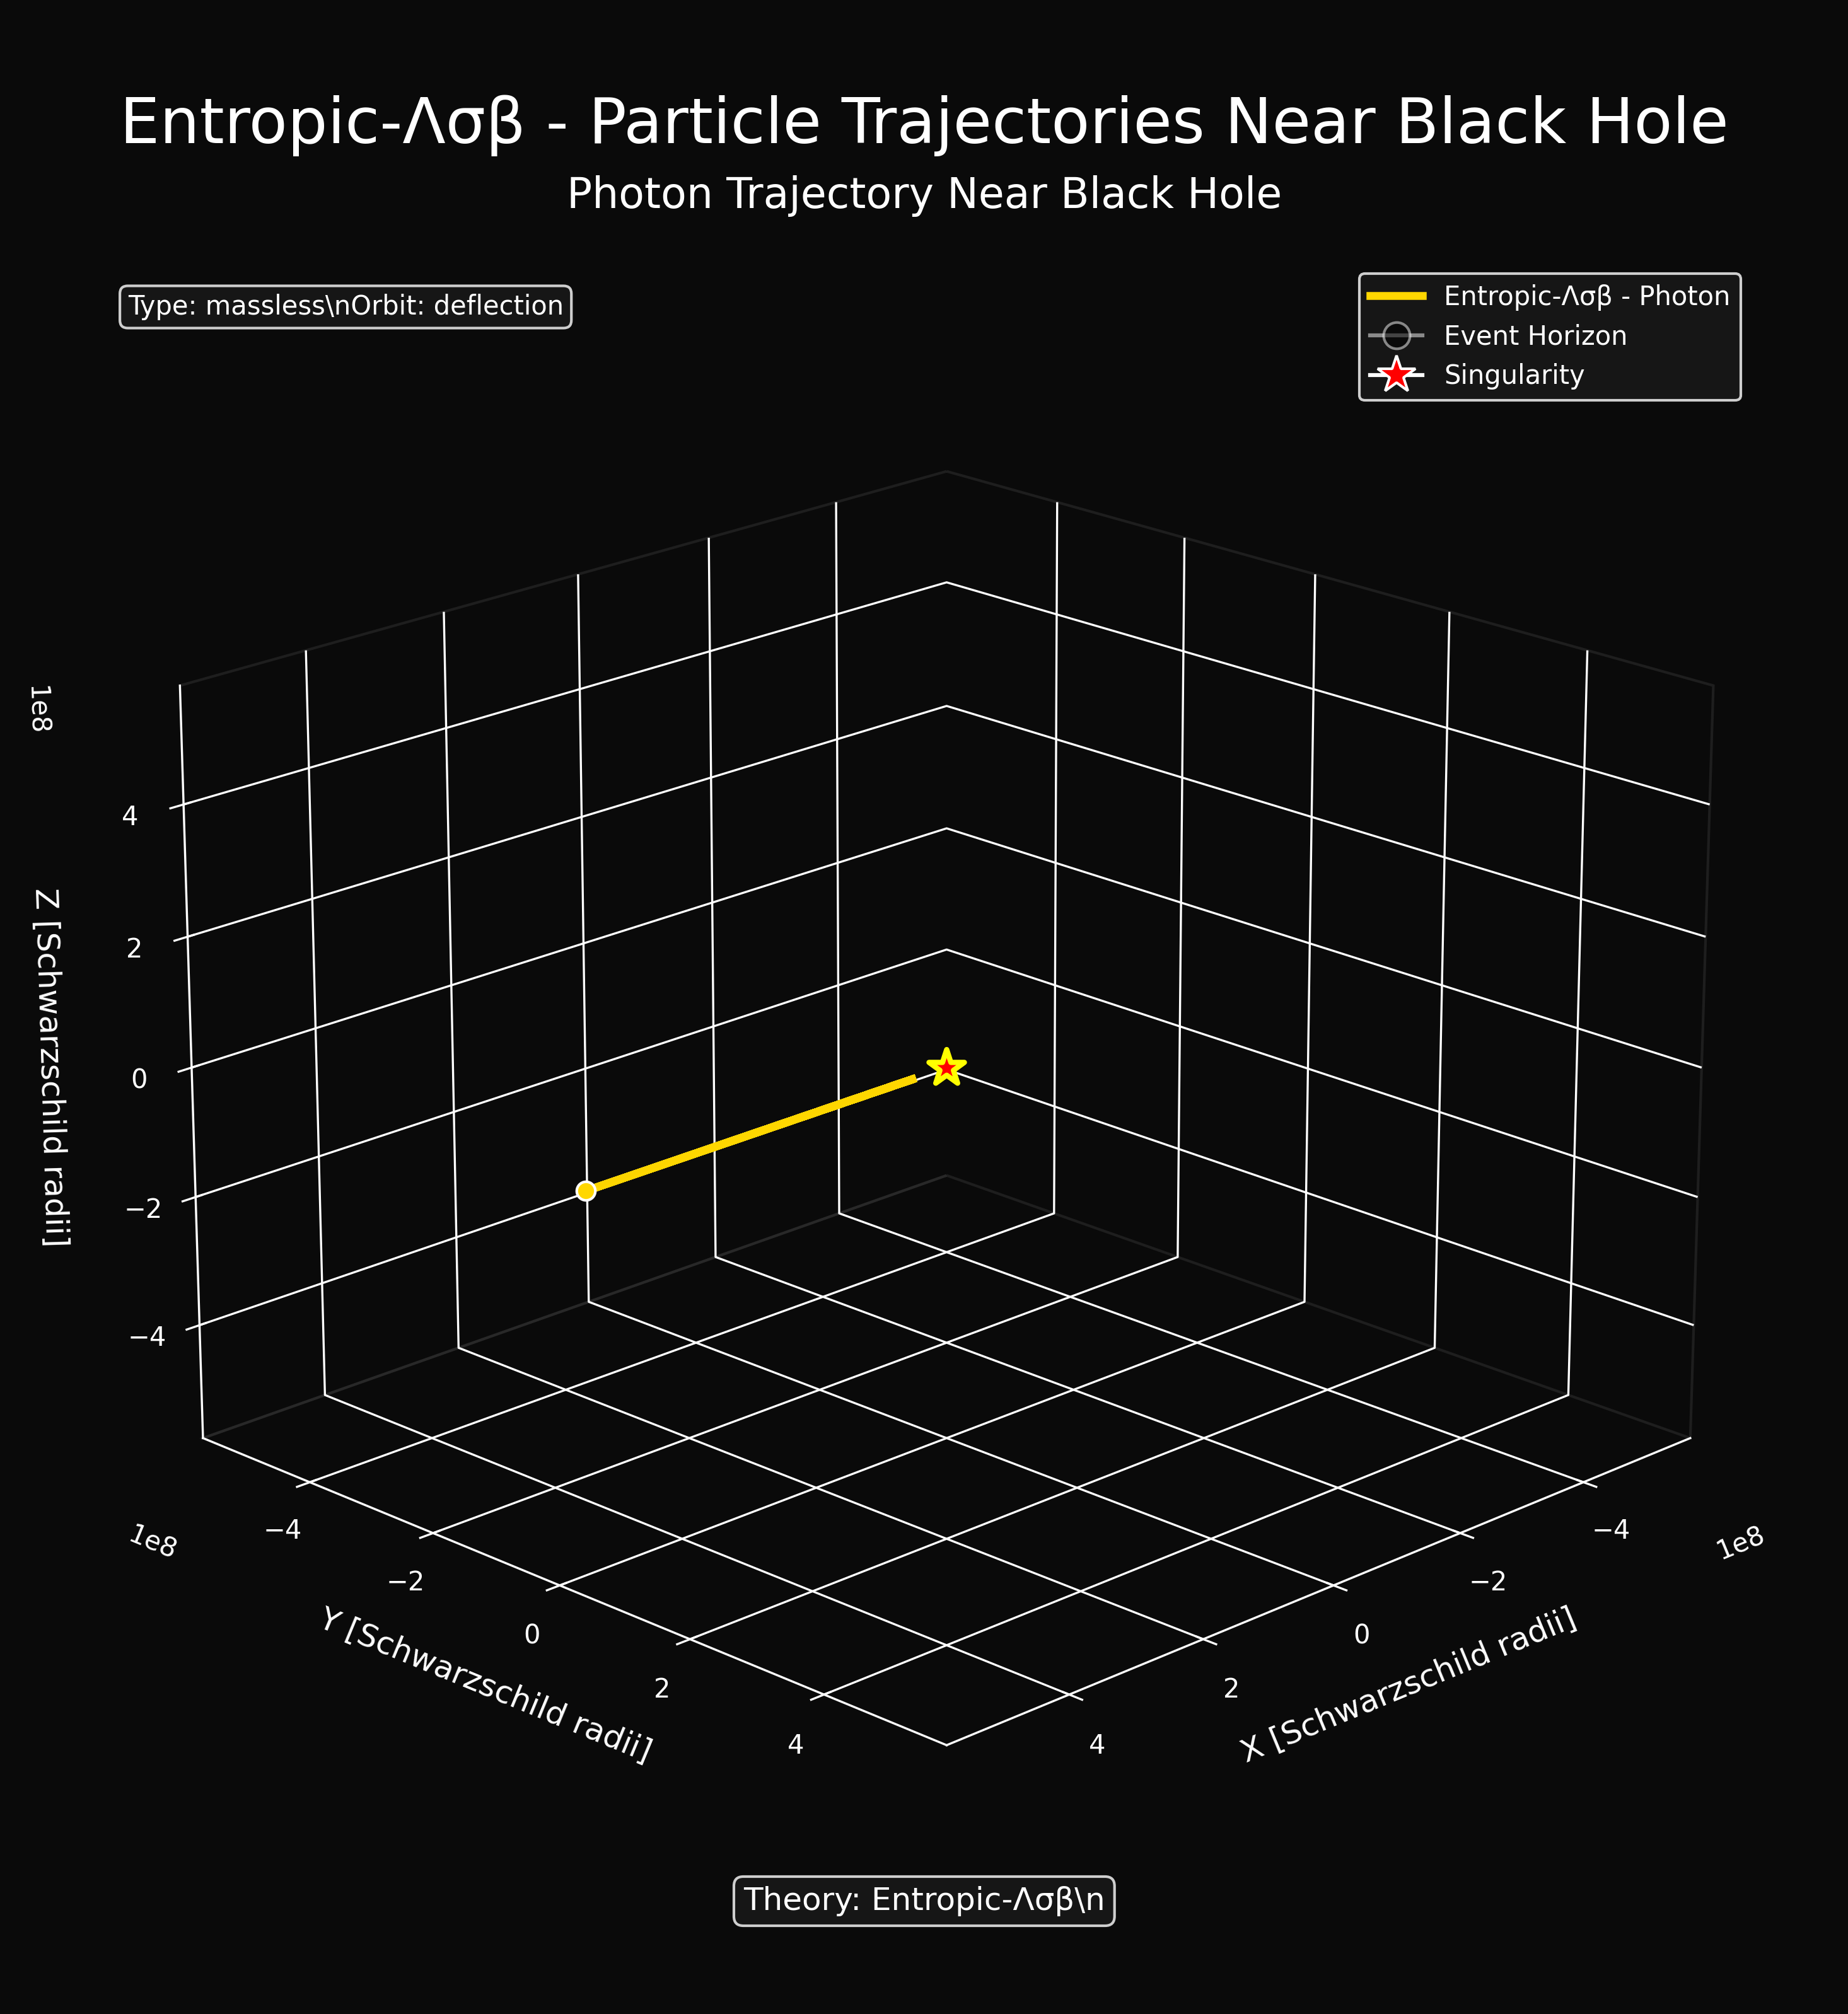 Entropic-Λσβ - Particle Trajectories Near Black Hole
Photon Trajectory Near Black Hole
Type: massless\nOrbit: deflection
Entropic-Λσβ - Photon
Event Horizon
Singularity
1e8
4
2
0
−2
−4
Z [Schwarzschild radii]
1e8
−4
−2
0
2
4
Y [Schwarzschild radii]
1e8
−4
−2
0
2
4
X [Schwarzschild radii]
Theory: Entropic-Λσβ\n